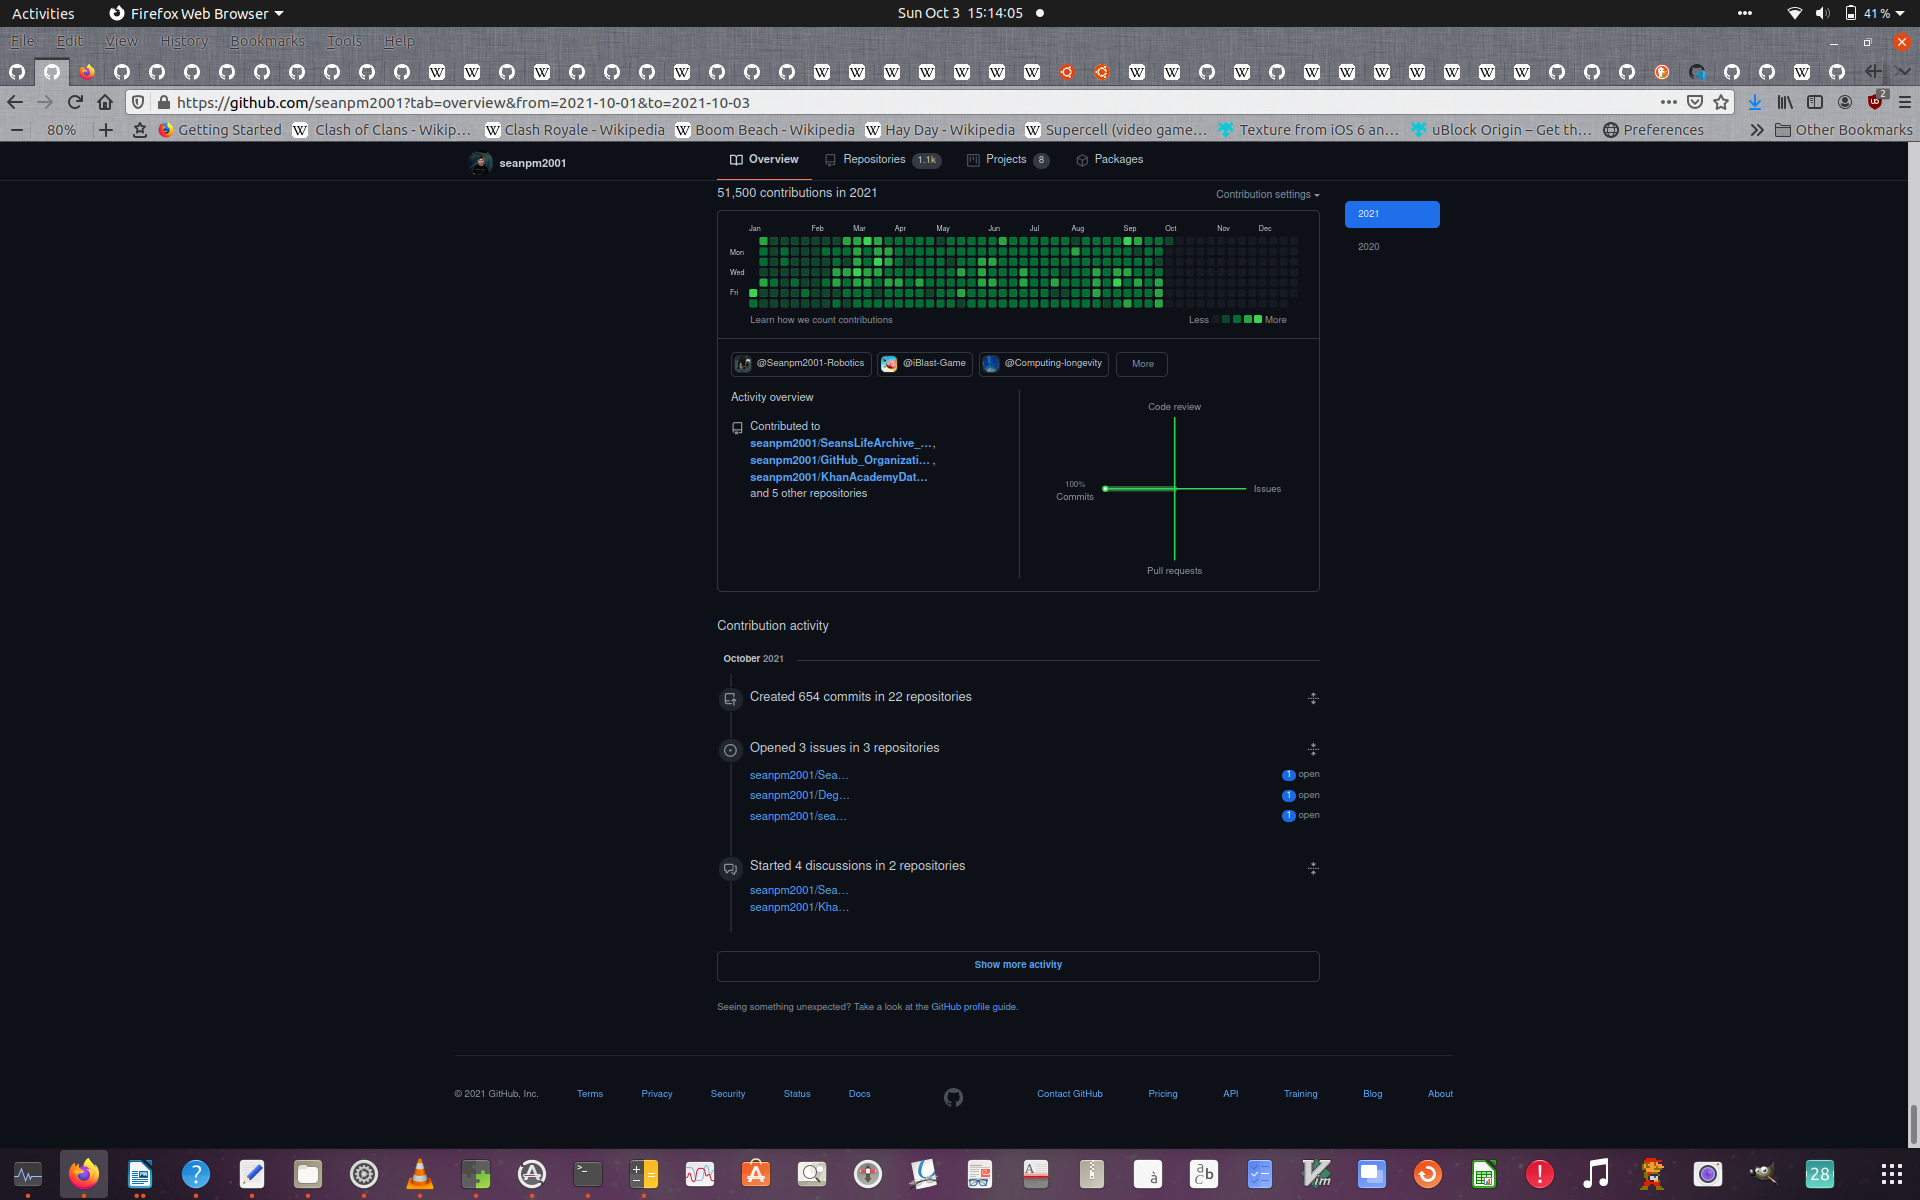 Activities
Firefox Web Browser
Sun Oct 3 15:14:05
41 %
File Edit View History Bookmarks Tools Help
https://github.com/seanpm2001?tab=overview&from=2021-10-01&to=2021-10-03
2
80%
Getting Started
Clash of Clans - Wikip…
Clash Royale - Wikipedia
Boom Beach - Wikipedia
Hay Day - Wikipedia
Supercell (video game…
Texture from iOS 6 an…
uBlock Origin – Get th…
Preferences
Other Bookmarks
seanpm2001
Overview
Repositories 1.1k
Projects 8
Packages
51,500 contributions in 2021
Contribution settings
2021
2020
Jan Feb Mar Apr May Jun Jul Aug Sep Oct Nov Dec
Mon
Wed
Fri
Learn how we count contributions
Less
More
@Seanpm2001-Robotics
@iBlast-Game
@Computing-longevity
More
Activity overview
Contributed to
seanpm2001/SeansLifeArchive_…,
seanpm2001/GitHub_Organizati… ,
seanpm2001/KhanAcademyDat…
and 5 other repositories
Code review
100%
Commits
Issues
Pull requests
Contribution activity
October 2021
Created 654 commits in 22 repositories
Opened 3 issues in 3 repositories
seanpm2001/Sea…
1 open
seanpm2001/Deg…
1 open
seanpm2001/sea…
1 open
Started 4 discussions in 2 repositories
seanpm2001/Sea…
seanpm2001/Kha…
Show more activity
Seeing something unexpected? Take a look at the GitHub profile guide.
© 2021 GitHub, Inc.
Terms
Privacy
Security
Status
Docs
Contact GitHub
Pricing
API
Training
Blog
About
28